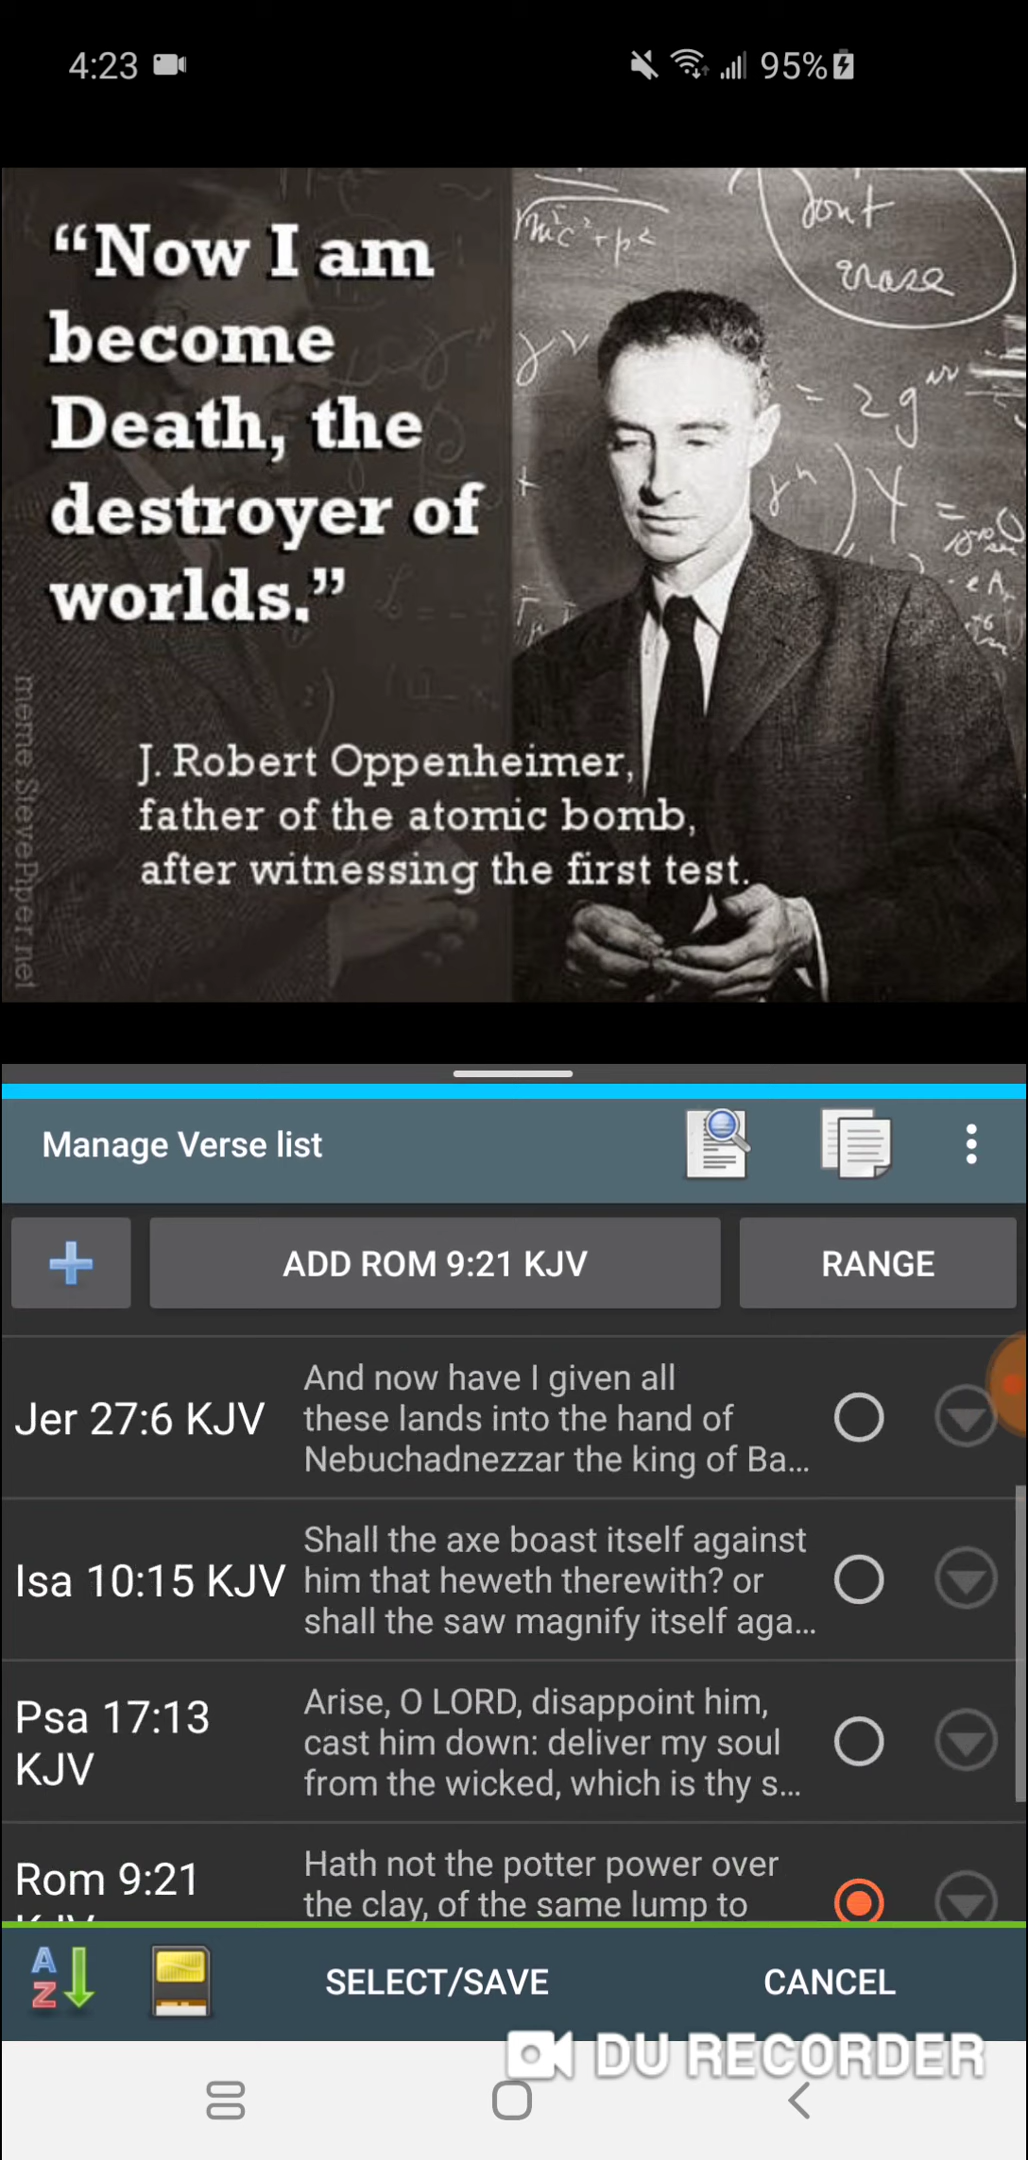 4:23
95%
“Now I am
become
Death, the
destroyer of
worlds.”
dont
erase
J. Robert Oppenheimer,
father of the atomic bomb,
after witnessing the first test.
meme StevePiper.net
Manage Verse list
ADD ROM 9:21 KJV
RANGE
Jer 27:6 KJV
And now have I given all
these lands into the hand of
Nebuchadnezzar the king of Ba...
Isa 10:15 KJV
Shall the axe boast itself against
him that heweth therewith? or
shall the saw magnify itself aga...
Psa 17:13
KJV
Arise, O LORD, disappoint him,
cast him down: deliver my soul
from the wicked, which is thy s...
Rom 9:21
KJV
Hath not the potter power over
the clay, of the same lump to
A
Z
SELECT/SAVE
CANCEL
DU RECORDER